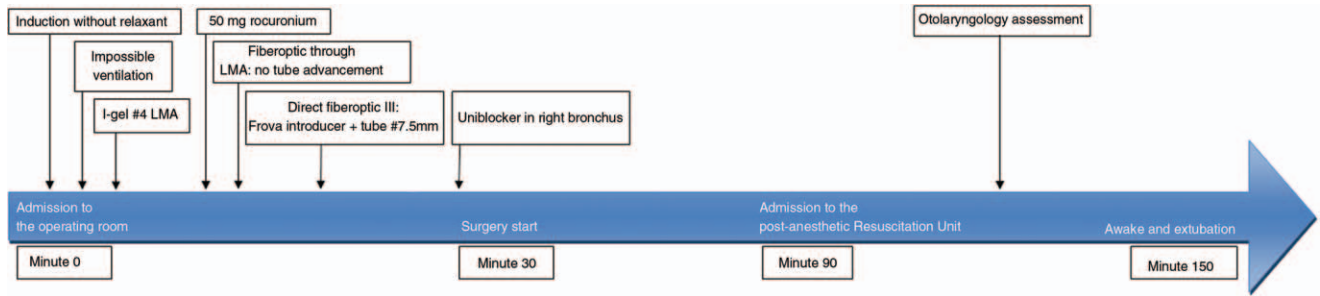 Induction without relaxant
50 mg rocuronium
Otolaryngology assessment
Impossible
ventilation
Fiberoptic through
LMA: no tube advancement
I-gel #4 LMA
Direct fiberoptic III:
Frova introducer + tube #7.5mm
Uniblocker in right bronchus
Admission to
the operating room
Surgery start
Admission to the
post-anesthetic Resuscitation Unit
Awake and extubation
Minute 0
Minute 30
Minute 90
Minute 150